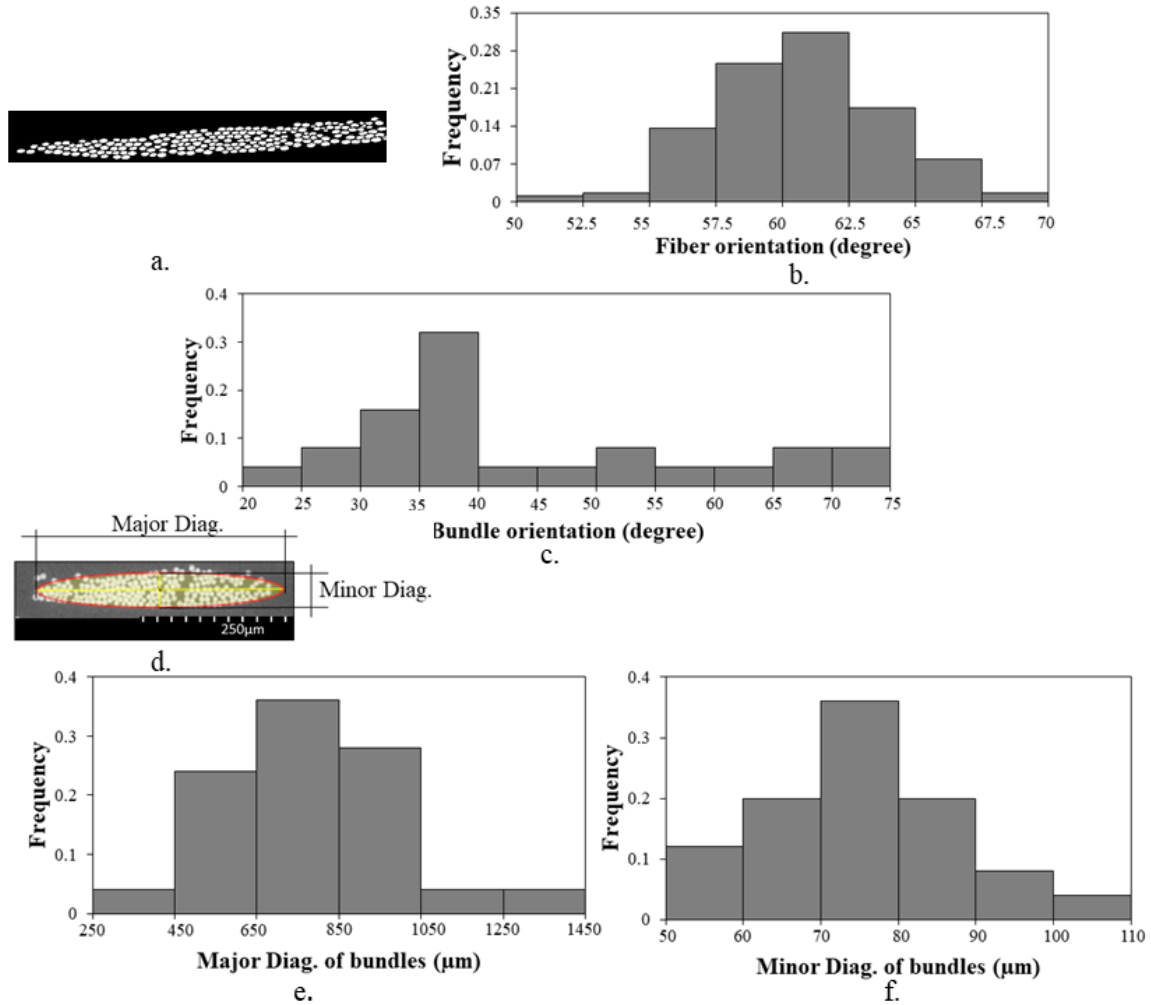 0.35
0.28
0.21
0.14
0.07
0
Frequency
50 52.5 55 57.5 60 62.5 65 67.5 70
Fiber orientation (degree)
a.
b.
0.4
0.3
0.2
0.1
0
Frequency
20 25 30 35 40 45 50 55 60 65 70 75
Bundle orientation (degree)
c.
Major Diag.
Minor Diag.
250µm
d.
0.4
0.3
0.2
0.1
0
Frequency
250 450 650 850 1050 1250 1450
Major Diag. of bundles (µm)
e.
0.4
0.3
0.2
0.1
0
Frequency
50 60 70 80 90 100 110
Minor Diag. of bundles (µm)
f.